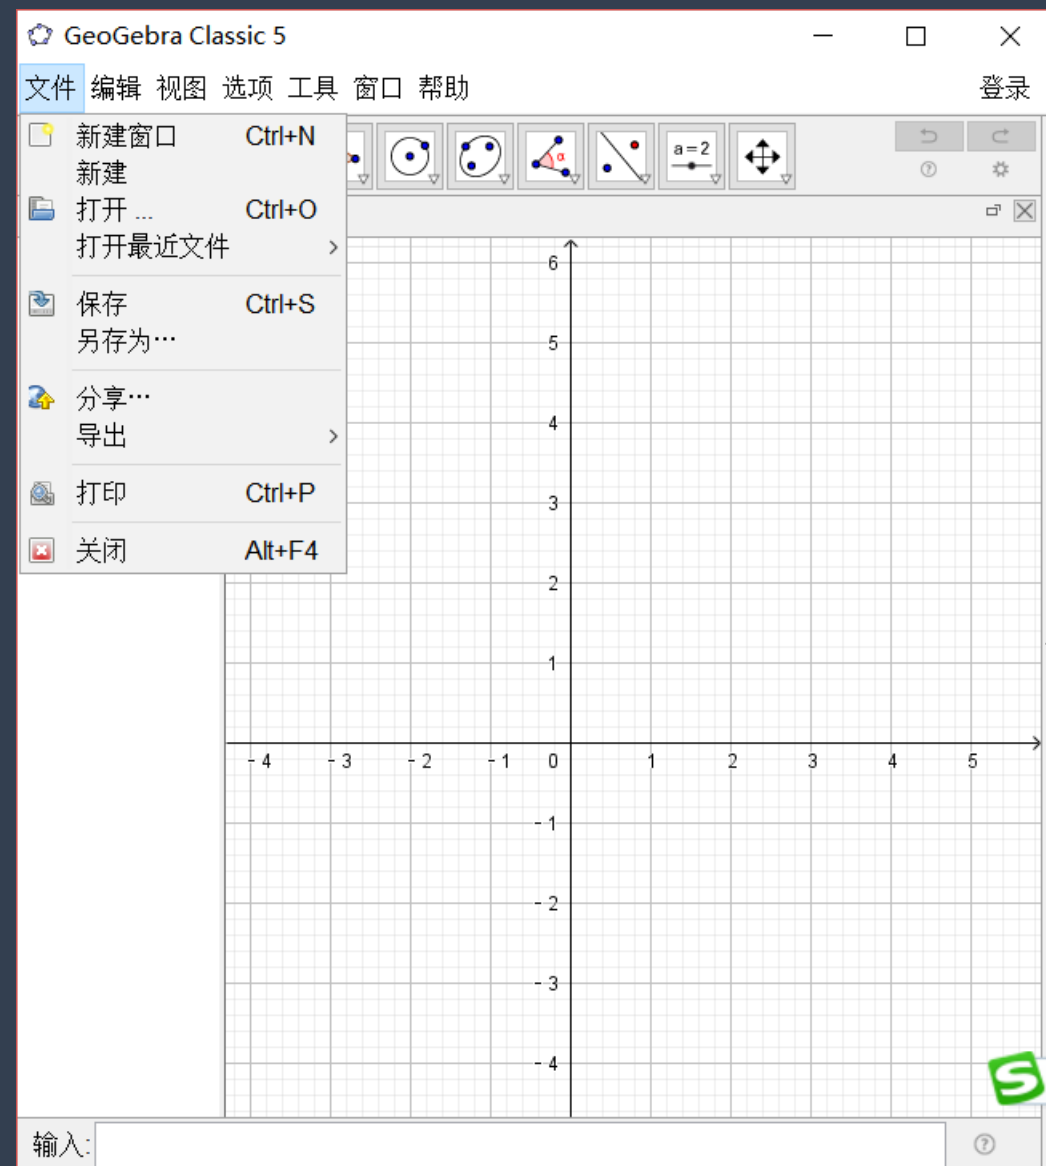 GeoGebra Classic 5
文件 编辑 视图 选项 工具 窗口 帮助 登录
新建窗口 Ctrl+N
新建
打开 ... Ctrl+O
打开最近文件
保存 Ctrl+S
另存为…
分享…
导出
打印 Ctrl+P
关闭 Alt+F4
α
a=2
6
5
4
3
2
1
-4 -3 -2 -1 0 1 2 3 4 5
-1
-2
-3
-4
S
输入: